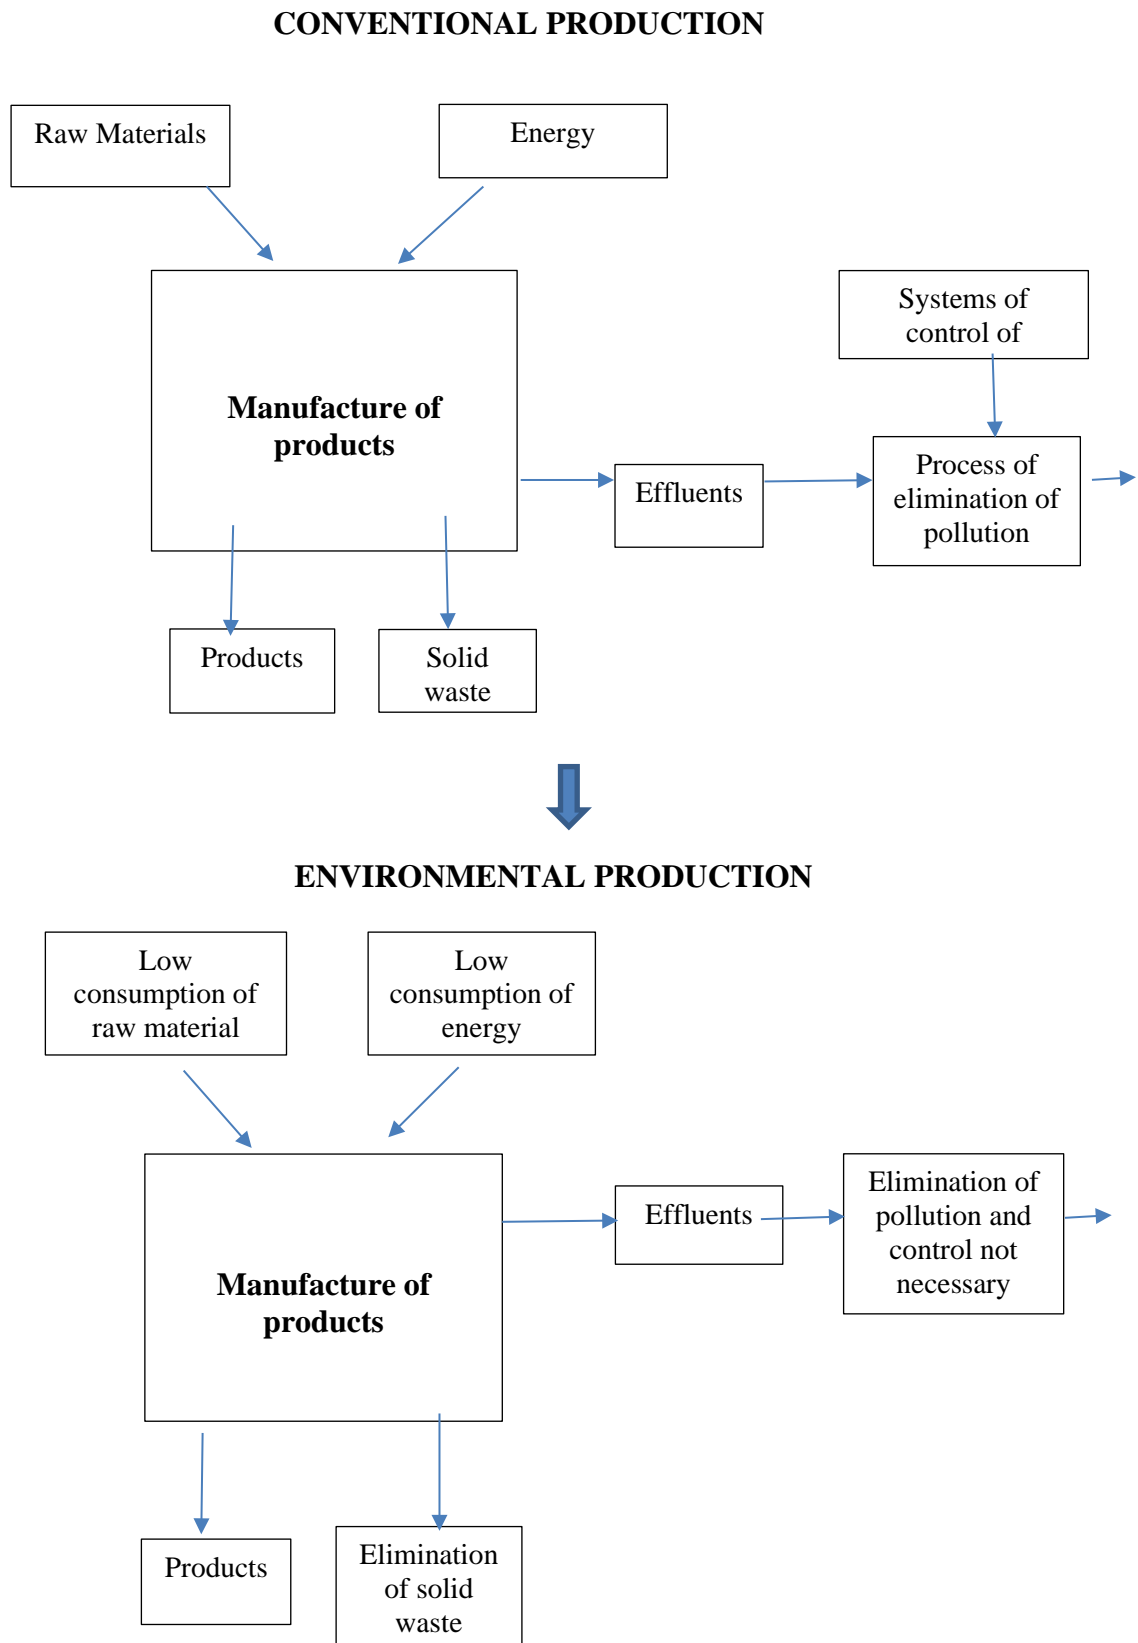 CONVENTIONAL PRODUCTION
Raw Materials
Energy
Systems of
control of
Manufacture of
products
Effluents
Process of
elimination of
pollution
Products
Solid
waste
ENVIRONMENTAL PRODUCTION
Low
consumption of
raw material
Low
consumption of
energy
Manufacture of
products
Effluents
Elimination of
pollution and
control not
necessary
Products
Elimination
of solid
waste